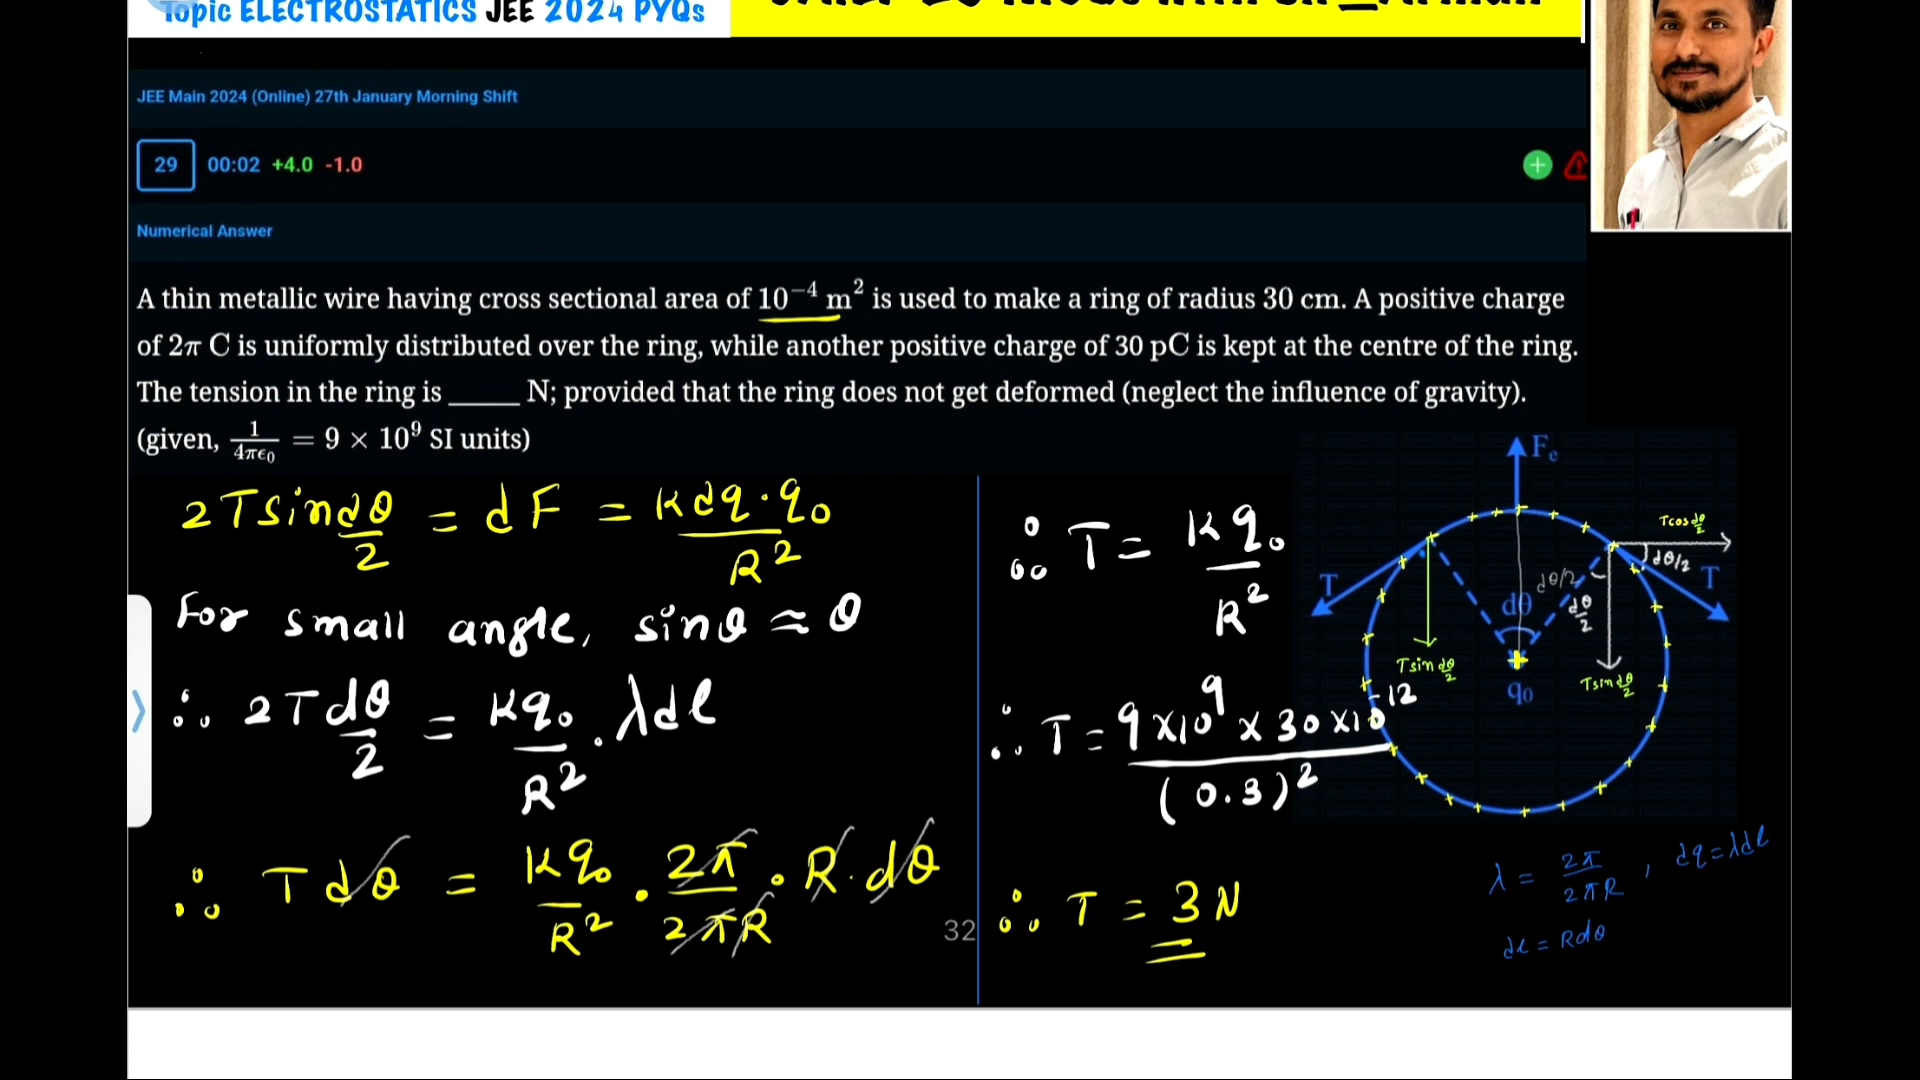 Topic ELECTROSTATICS JEE 2024 PYQs
JEE Main 2024 (Online) 27th January Morning Shift
29 00:02 +4.0 -1.0
Numerical Answer
A thin metallic wire having cross sectional area of 10⁻⁴ m² is used to make a ring of radius 30 cm. A positive charge
of 2π C is uniformly distributed over the ring, while another positive charge of 30 pC is kept at the centre of the ring.
The tension in the ring is _____ N; provided that the ring does not get deformed (neglect the influence of gravity).
(given, 1/4πϵ₀ = 9 × 10⁹ SI units)
2Tsin dθ/2 = dF = K dq·q₀/R²
For small angle, sinθ ≈ θ
∴ 2T dθ/2 = Kq₀/R² . λdℓ
∴ T dθ = Kq₀/R² . 2π/2πR . R.dθ
32
∴ T = Kq₀/R²
∴ T = 9×10⁹ × 30×10⁻¹²/(0.3)²
∴ T = 3 N
Fe
Tcos dθ/2
T
dθ/2
T
dθ/2
dθ
dθ/2
Tsin dθ/2
Tsin dθ/2
q₀
λ = 2π/2πR , dq = λdℓ
dℓ = Rdθ